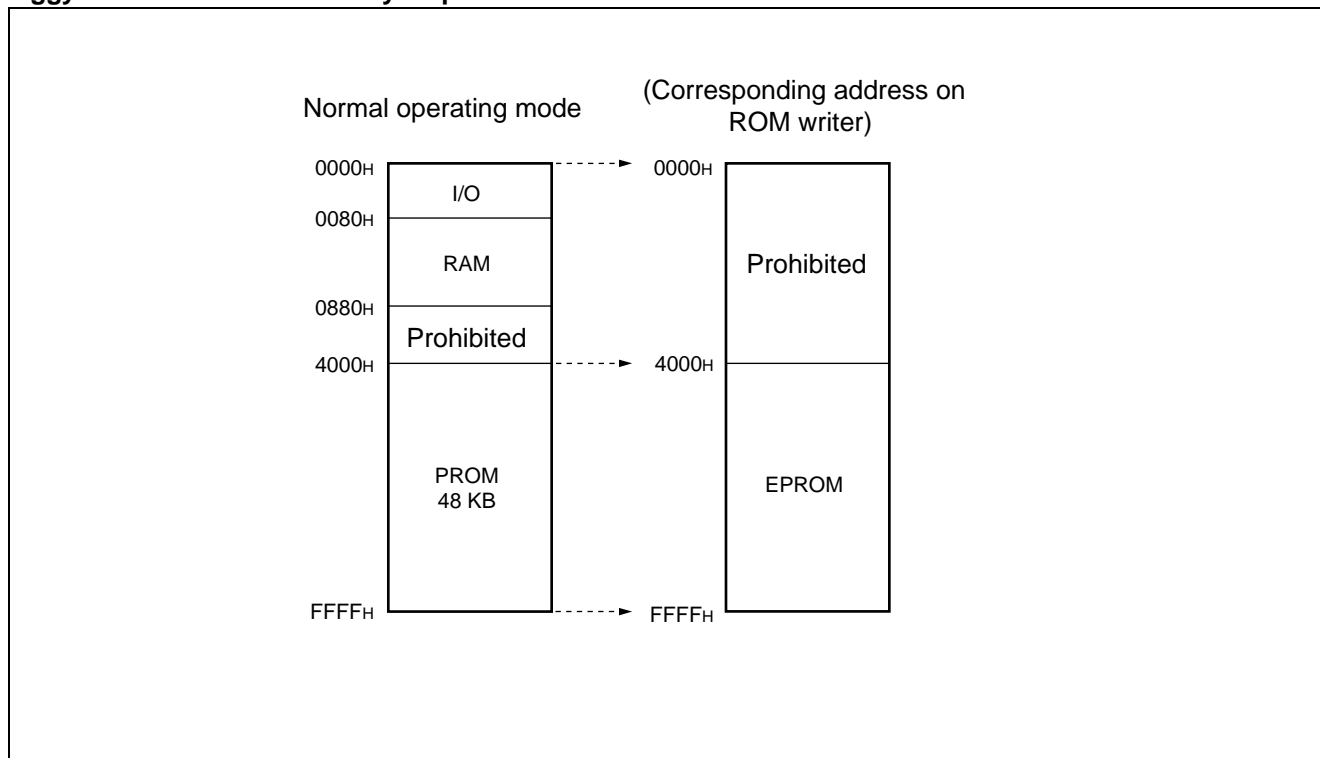 Normal operating mode
(Corresponding address on
ROM writer)
0000H
I/O
0080H
RAM
0880H
Prohibited
4000H
PROM
48 KB
FFFFH
0000H
Prohibited
4000H
EPROM
FFFFH